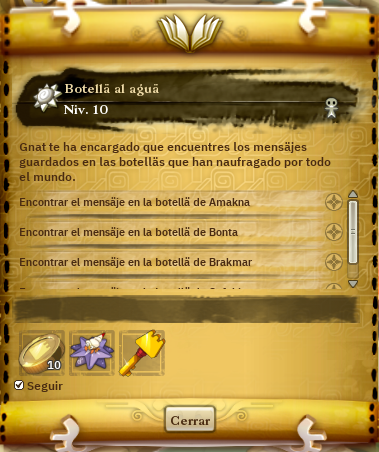 Botellä al agüä
Niv. 10
Gnat te ha encargado que encuentres los mensäjes
guardados en las botelläs que han naufragado por todo
el mundo.
Encontrar el mensäje en la botellä de Amakna
Encontrar el mensäje en la botellä de Bonta
Encontrar el mensäje en la botellä de Brakmar
10
Seguir
Cerrar